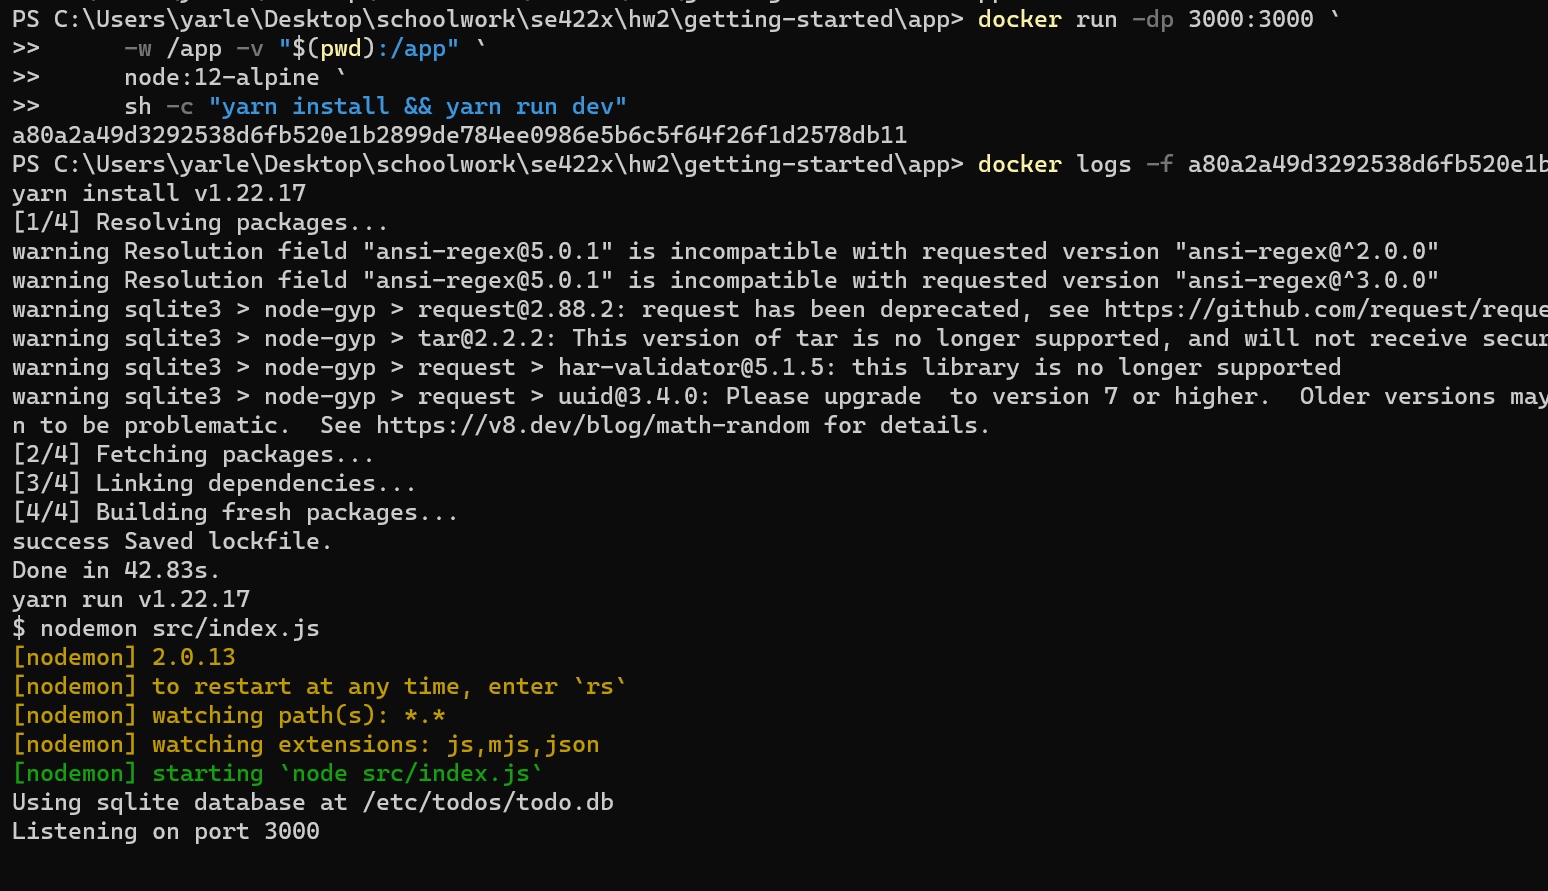 PS C:\Users\yarle\Desktop\schoolwork\se422x\hw2\getting-started\app> docker run -dp 3000:3000 `
>>      -w /app -v "$(pwd):/app" `
>>      node:12-alpine `
>>      sh -c "yarn install && yarn run dev"
a80a2a49d3292538d6fb520e1b2899de784ee0986e5b6c5f64f26f1d2578db11
PS C:\Users\yarle\Desktop\schoolwork\se422x\hw2\getting-started\app> docker logs -f a80a2a49d3292538d6fb520e1b
yarn install v1.22.17
[1/4] Resolving packages...
warning Resolution field "ansi-regex@5.0.1" is incompatible with requested version "ansi-regex@^2.0.0"
warning Resolution field "ansi-regex@5.0.1" is incompatible with requested version "ansi-regex@^3.0.0"
warning sqlite3 > node-gyp > request@2.88.2: request has been deprecated, see https://github.com/request/reque
warning sqlite3 > node-gyp > tar@2.2.2: This version of tar is no longer supported, and will not receive secur
warning sqlite3 > node-gyp > request > har-validator@5.1.5: this library is no longer supported
warning sqlite3 > node-gyp > request > uuid@3.4.0: Please upgrade  to version 7 or higher.  Older versions may
n to be problematic.  See https://v8.dev/blog/math-random for details.
[2/4] Fetching packages...
[3/4] Linking dependencies...
[4/4] Building fresh packages...
success Saved lockfile.
Done in 42.83s.
yarn run v1.22.17
$ nodemon src/index.js
[nodemon] 2.0.13
[nodemon] to restart at any time, enter `rs`
[nodemon] watching path(s): *.*
[nodemon] watching extensions: js,mjs,json
[nodemon] starting `node src/index.js`
Using sqlite database at /etc/todos/todo.db
Listening on port 3000